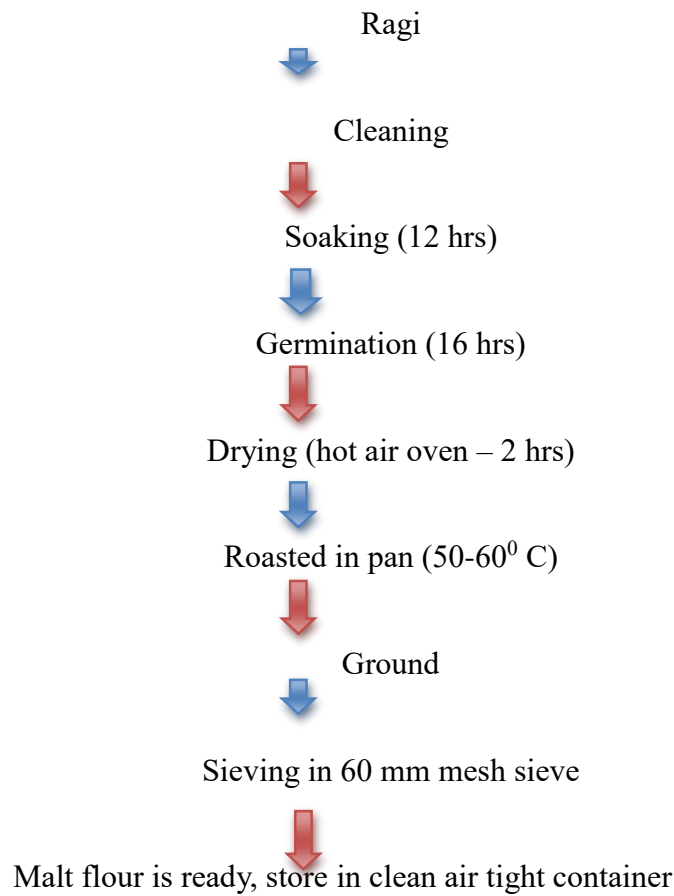 Ragi
Cleaning
Soaking (12 hrs)
Germination (16 hrs)
Drying (hot air oven – 2 hrs)
Roasted in pan (50-60⁰ C)
Ground
Sieving in 60 mm mesh sieve
Malt flour is ready, store in clean air tight container